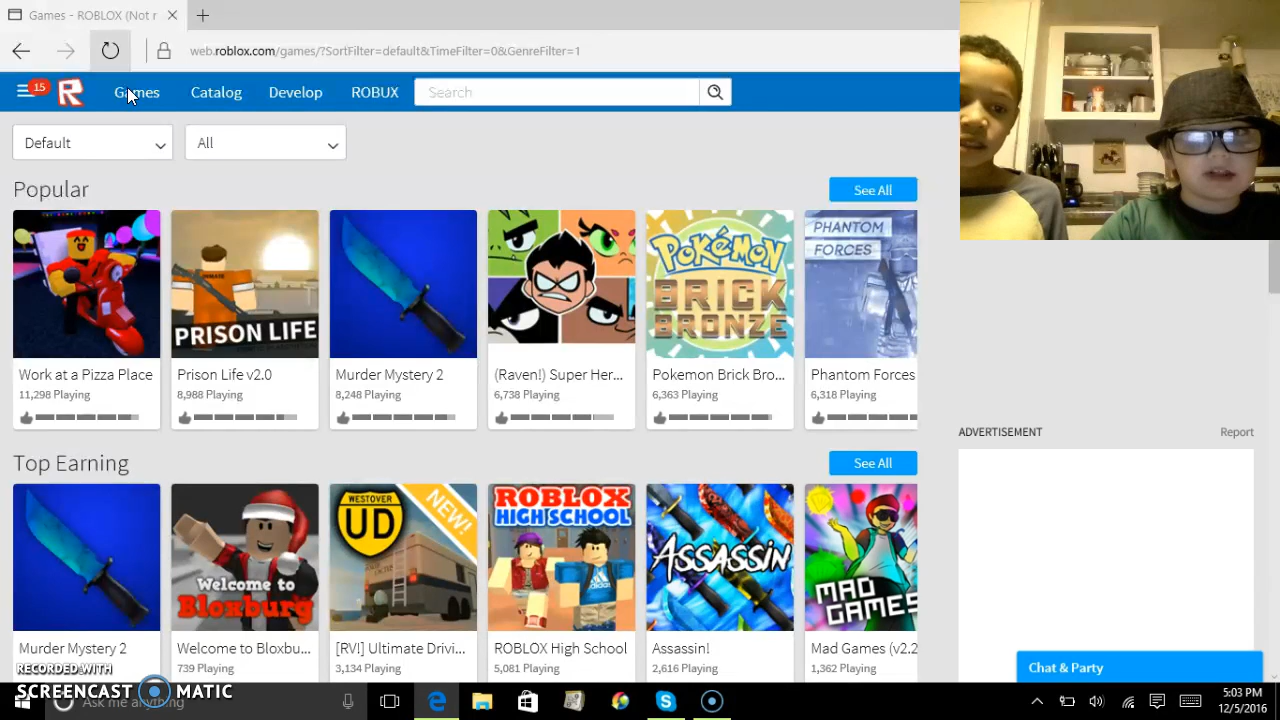 Games - ROBLOX (Not r
web.roblox.com/games/?SortFilter=default&TimeFilter=0&GenreFilter=1
15
Games
Catalog
Develop
ROBUX
Search
Default
All
Popular
See All
PHANTOM
FORCES
PRISON LIFE
POKéMON
BRICK
BRONZE
Work at a Pizza Place
Prison Life v2.0
Murder Mystery 2
(Raven!) Super Her...
Pokemon Brick Bro...
Phantom Forces
11,298 Playing
8,988 Playing
8,248 Playing
6,738 Playing
6,363 Playing
6,318 Playing
ADVERTISEMENT
Report
Top Earning
See All
Welcome to
Bloxburg
WESTOVER
UD
NEW!
ROBLOX
HIGH SCHOOL
ASSASSIN
MAD
GAMES
Murder Mystery 2
Welcome to Bloxbu...
[RVI] Ultimate Drivi...
ROBLOX High School
Assassin!
Mad Games (v2.2
739 Playing
3,134 Playing
5,081 Playing
2,616 Playing
1,362 Playing
Chat & Party
RECORDED WITH
SCREENCAST MATIC
Ask me anything
5:03 PM
12/5/2016